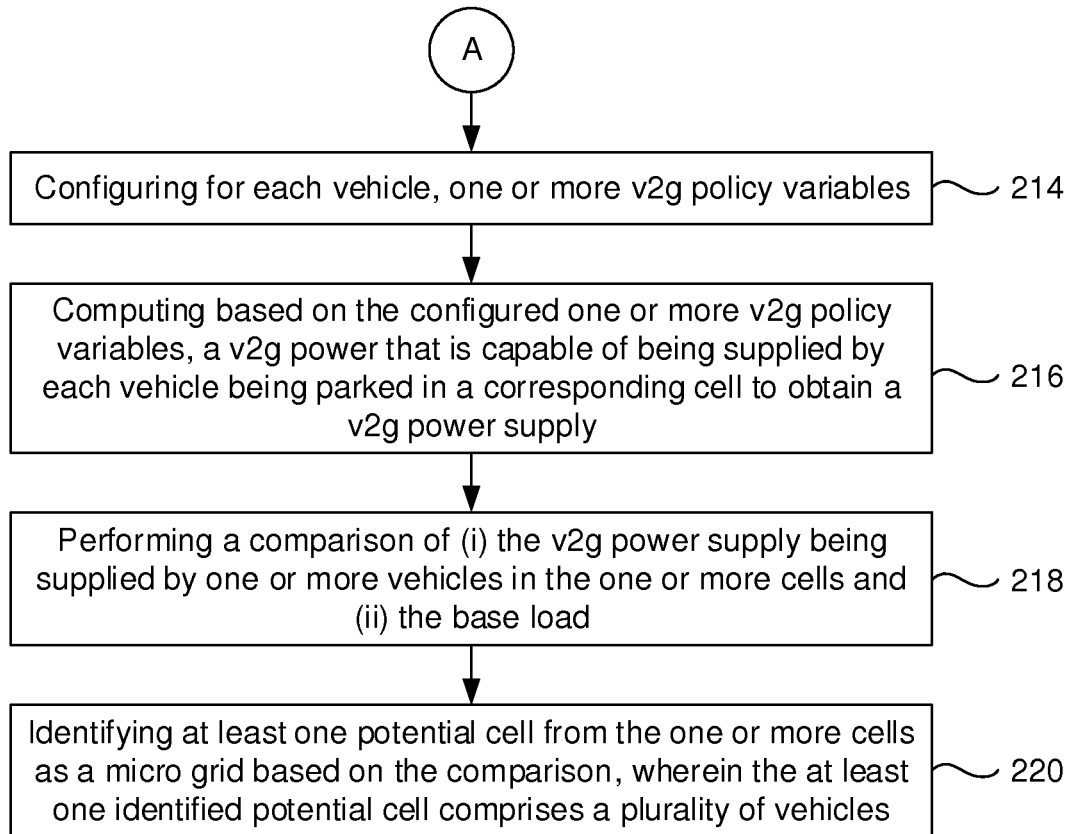 A
Configuring for each vehicle, one or more v2g policy variables
214
Computing based on the configured one or more v2g policy
variables, a v2g power that is capable of being supplied by
each vehicle being parked in a corresponding cell to obtain a
v2g power supply
216
Performing a comparison of (i) the v2g power supply being
supplied by one or more vehicles in the one or more cells and
(ii) the base load
218
Identifying at least one potential cell from the one or more cells
as a micro grid based on the comparison, wherein the at least
one identified potential cell comprises a plurality of vehicles
220